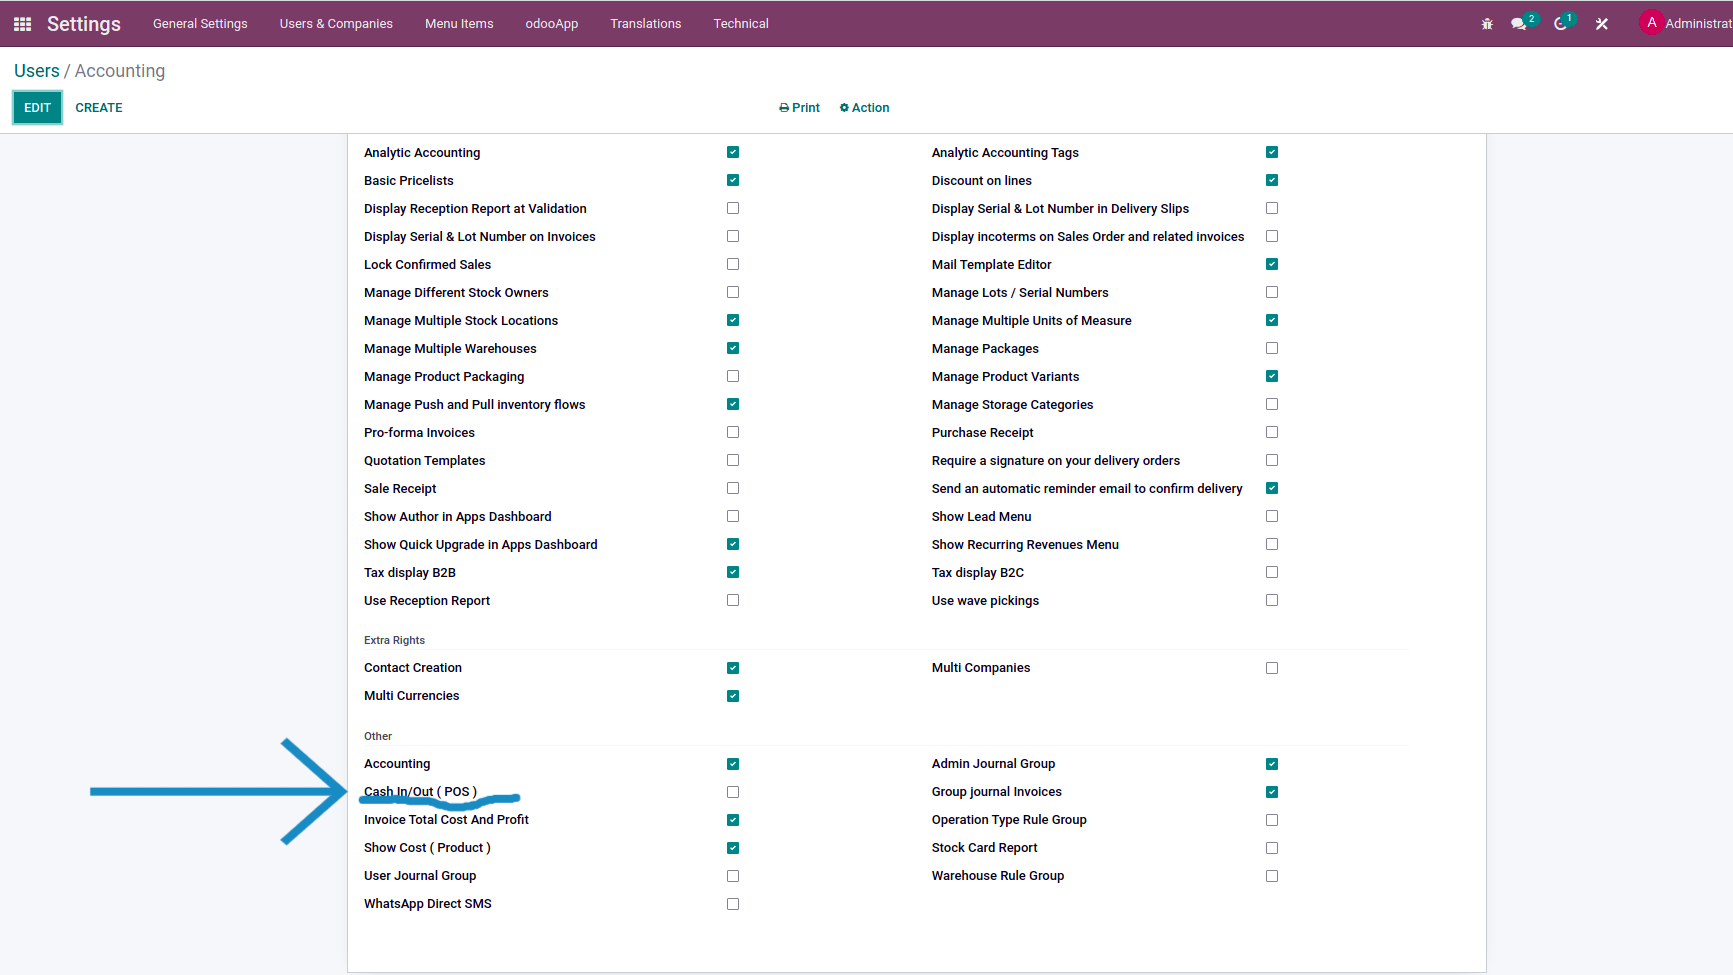 Settings General Settings Users & Companies Menu Items odooApp Translations Technical 2 1 A Administrat
Users / Accounting
EDIT CREATE Print Action
Analytic Accounting Analytic Accounting Tags
Basic Pricelists Discount on lines
Display Reception Report at Validation Display Serial & Lot Number in Delivery Slips
Display Serial & Lot Number on Invoices Display incoterms on Sales Order and related invoices
Lock Confirmed Sales Mail Template Editor
Manage Different Stock Owners Manage Lots / Serial Numbers
Manage Multiple Stock Locations Manage Multiple Units of Measure
Manage Multiple Warehouses Manage Packages
Manage Product Packaging Manage Product Variants
Manage Push and Pull inventory flows Manage Storage Categories
Pro-forma Invoices Purchase Receipt
Quotation Templates Require a signature on your delivery orders
Sale Receipt Send an automatic reminder email to confirm delivery
Show Author in Apps Dashboard Show Lead Menu
Show Quick Upgrade in Apps Dashboard Show Recurring Revenues Menu
Tax display B2B Tax display B2C
Use Reception Report Use wave pickings
Extra Rights
Contact Creation Multi Companies
Multi Currencies
Other
Accounting Admin Journal Group
Cash In/Out ( POS ) Group journal Invoices
Invoice Total Cost And Profit Operation Type Rule Group
Show Cost ( Product ) Stock Card Report
User Journal Group Warehouse Rule Group
WhatsApp Direct SMS